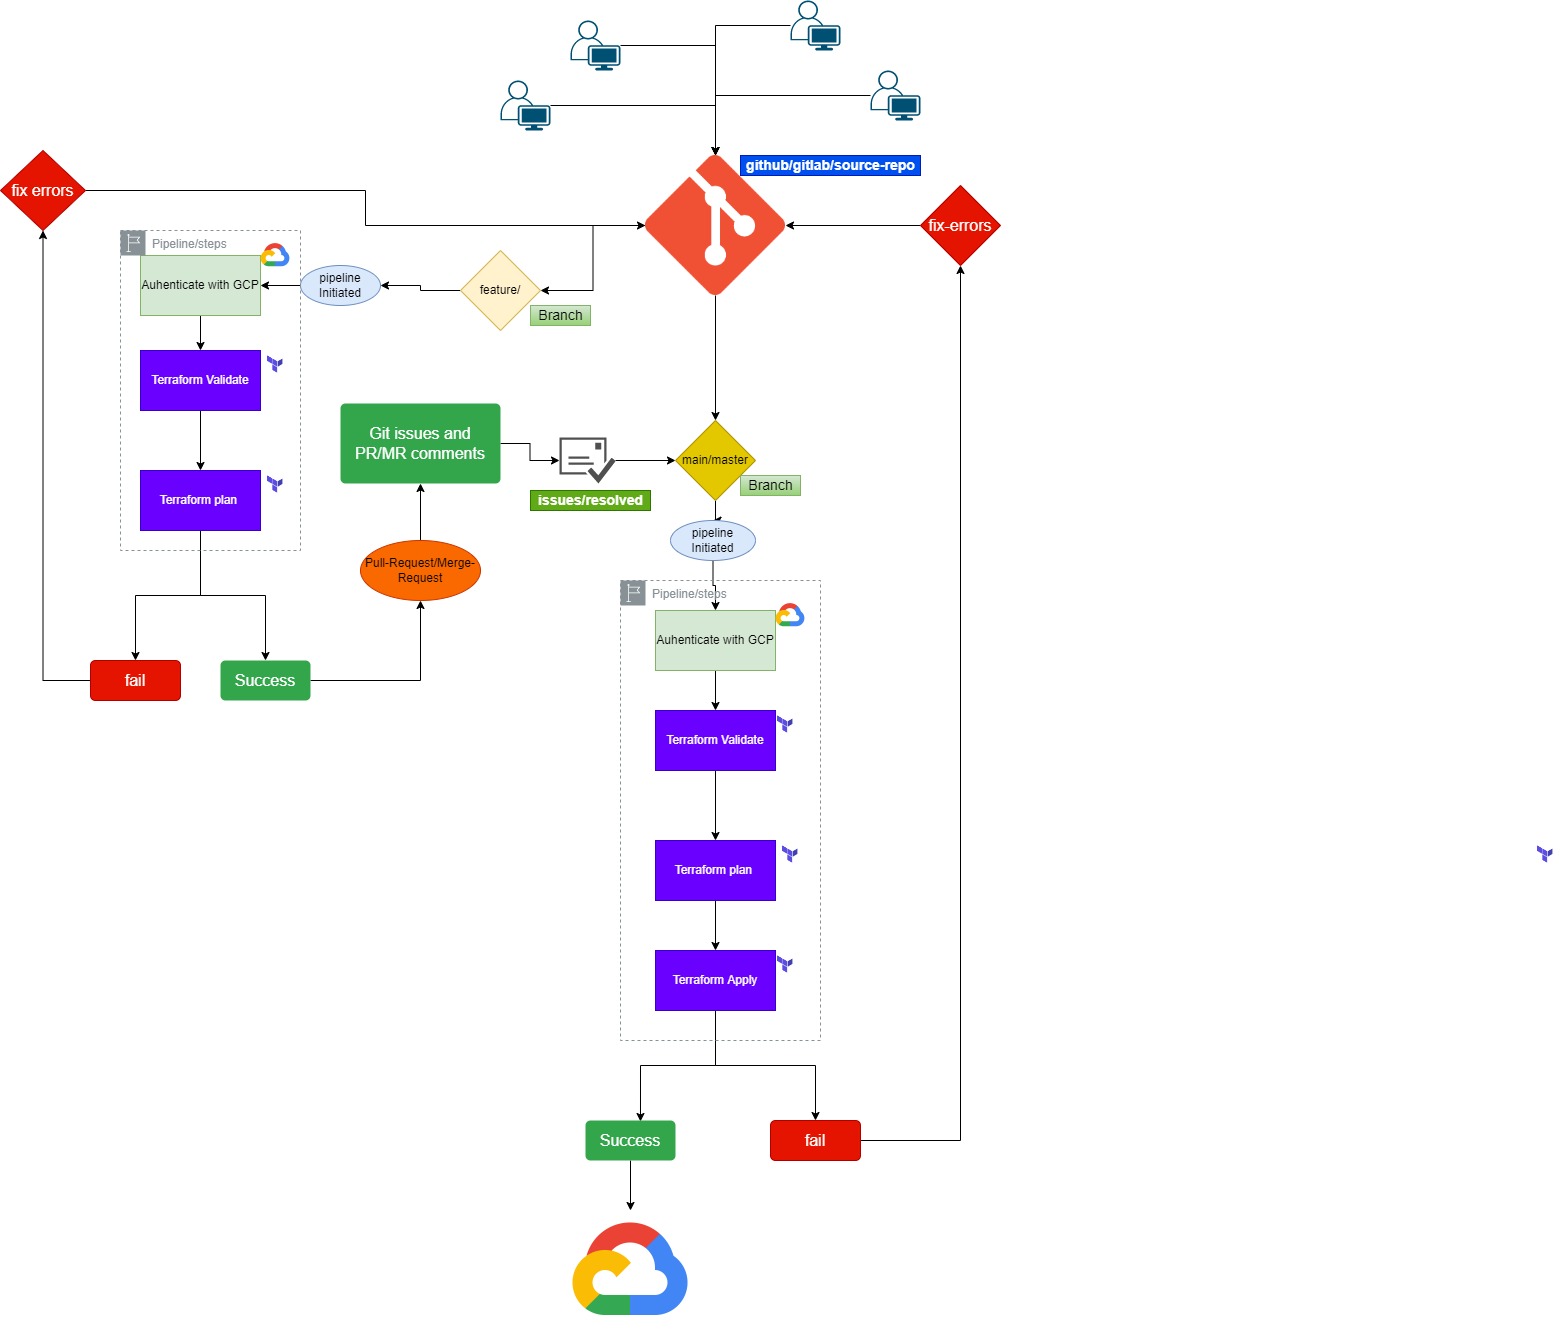 github/gitlab/source-repo
fix errors
fix-errors
Pipeline/steps
Auhenticate with GCP
pipeline
Initiated
feature/
Branch
Terraform Validate
Terraform plan
Git issues and
PR/MR comments
issues/resolved
main/master
Branch
pipeline
Initiated
Pull-Request/Merge-
Request
Pipeline/steps
Auhenticate with GCP
fail
Success
Terraform Validate
Terraform plan
Terraform Apply
Success
fail